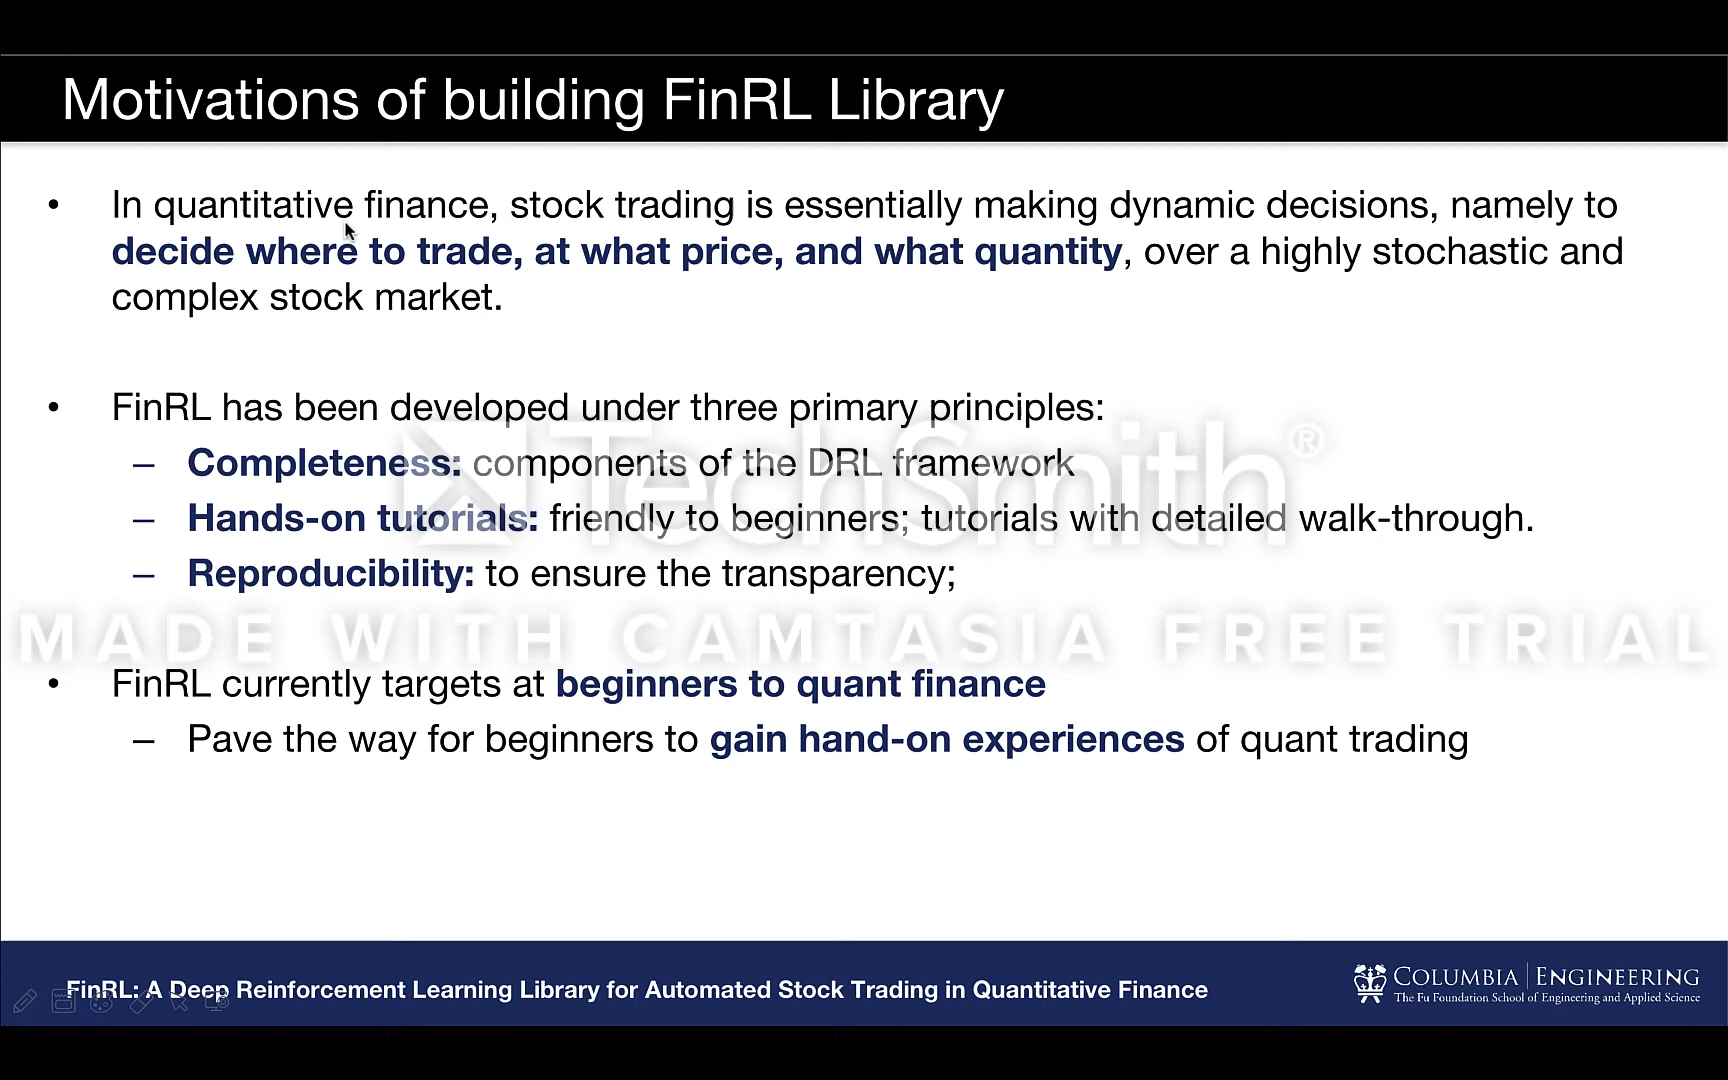 Motivations of building FinRL Library
• In quantitative finance, stock trading is essentially making dynamic decisions, namely to
decide where to trade, at what price, and what quantity, over a highly stochastic and
complex stock market.
• FinRL has been developed under three primary principles:
– Completeness: components of the DRL framework
– Hands-on tutorials: friendly to beginners; tutorials with detailed walk-through.
– Reproducibility: to ensure the transparency;
TechSmith®
MADE WITH CAMTASIA FREE TRIAL
• FinRL currently targets at beginners to quant finance
– Pave the way for beginners to gain hand-on experiences of quant trading
FinRL: A Deep Reinforcement Learning Library for Automated Stock Trading in Quantitative Finance
COLUMBIA | ENGINEERING
The Fu Foundation School of Engineering and Applied Science